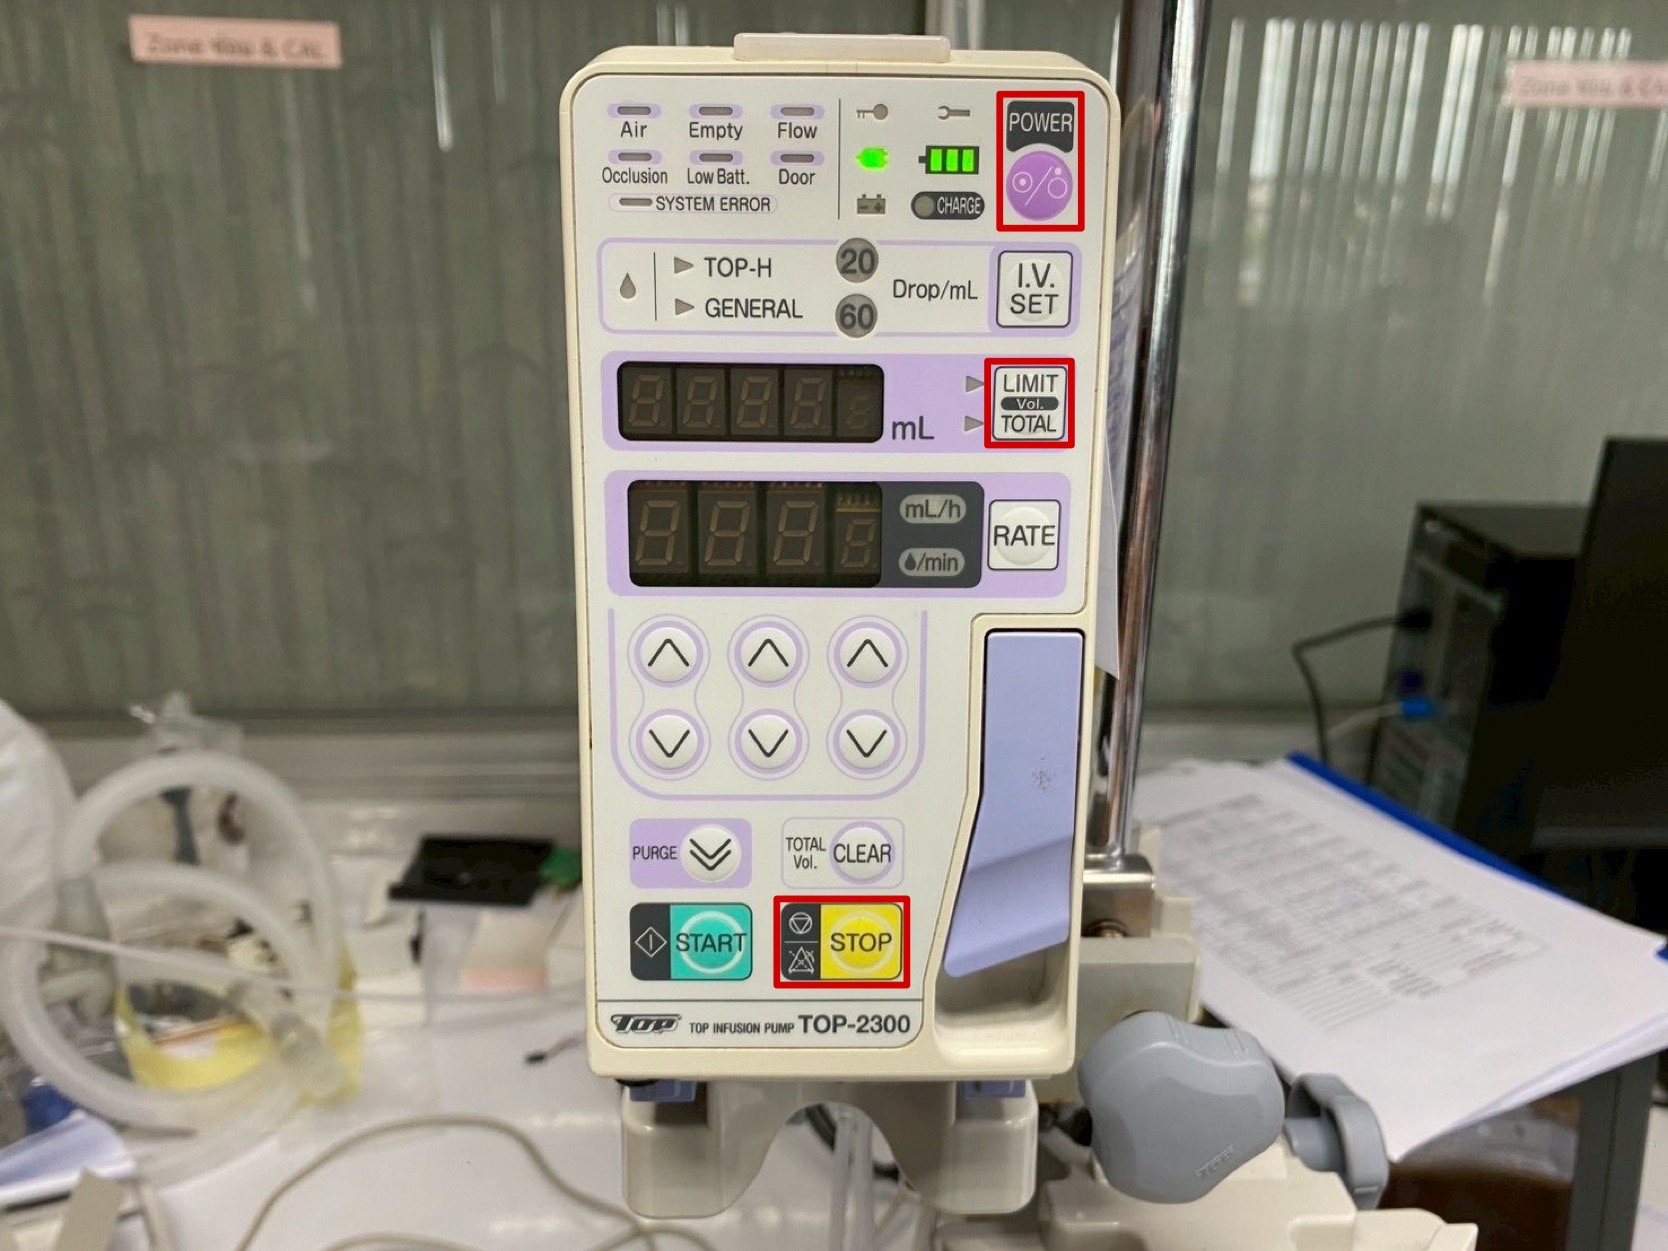 Air Empty Flow
Occlusion Low Batt. Door
SYSTEM ERROR
CHARGE
POWER
TOP-H
GENERAL
20
60
Drop/mL
I.V.
SET
mL
LIMIT
Vol.
TOTAL
mL/h
/min
RATE
PURGE
TOTAL
Vol.
CLEAR
START
STOP
TOP TOP INFUSION PUMP TOP-2300